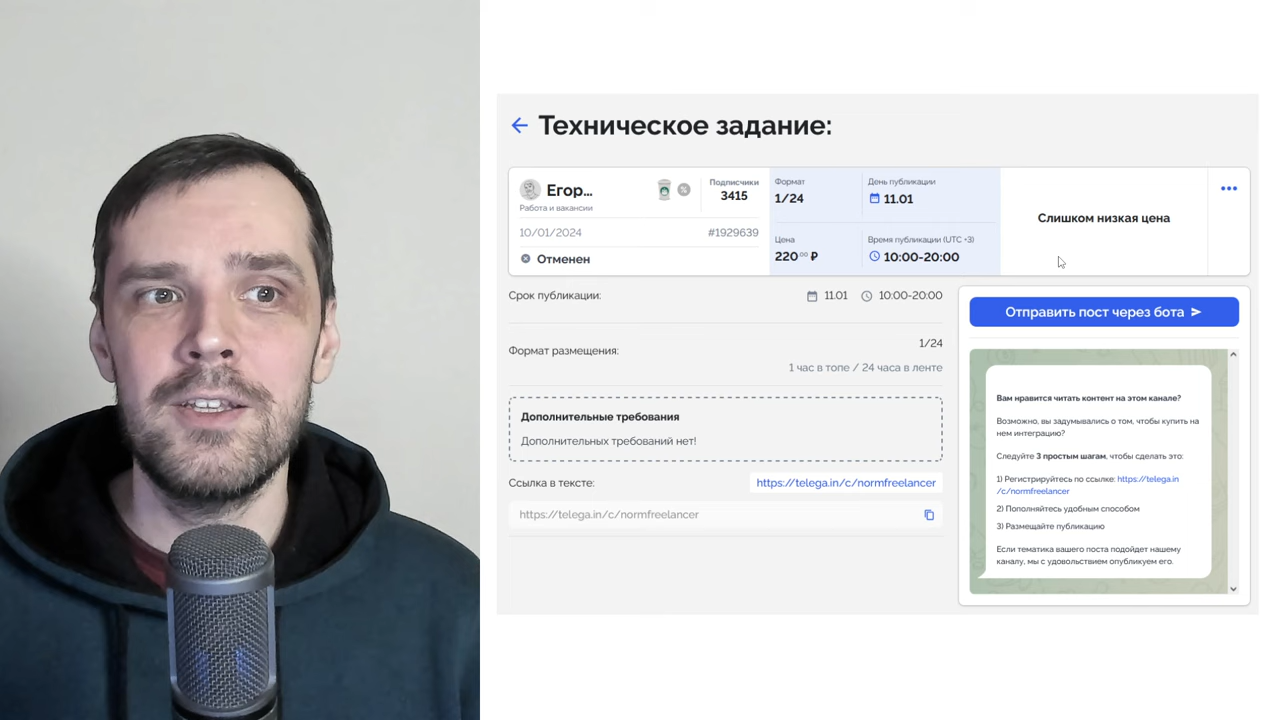 Техническое задание:
Егор...
Работа и вакансии
Подписчики
3415
10/01/2024
#1929639
Отменен
Формат
1/24
День публикации
11.01
Цена
220.00 ₽
Время публикации (UTC +3)
10:00-20:00
Слишком низкая цена
Срок публикации:
11.01
10:00-20:00
Формат размещения:
1/24
1 час в топе / 24 часа в ленте
Дополнительные требования
Дополнительных требований нет!
Ссылка в тексте:
https://telega.in/c/normfreelancer
https://telega.in/c/normfreelancer
Отправить пост через бота
Вам нравится читать контент на этом канале?
Возможно, вы задумывались о том, чтобы купить на
нем интеграцию?
Следуйте 3 простым шагам, чтобы сделать это:
1) Регистрируйтесь по ссылке: https://telega.in
/c/normfreelancer
2) Пополняйтесь удобным способом
3) Размещайте публикацию
Если тематика вашего поста подойдет нашему
каналу, мы с удовольствием опубликуем его.